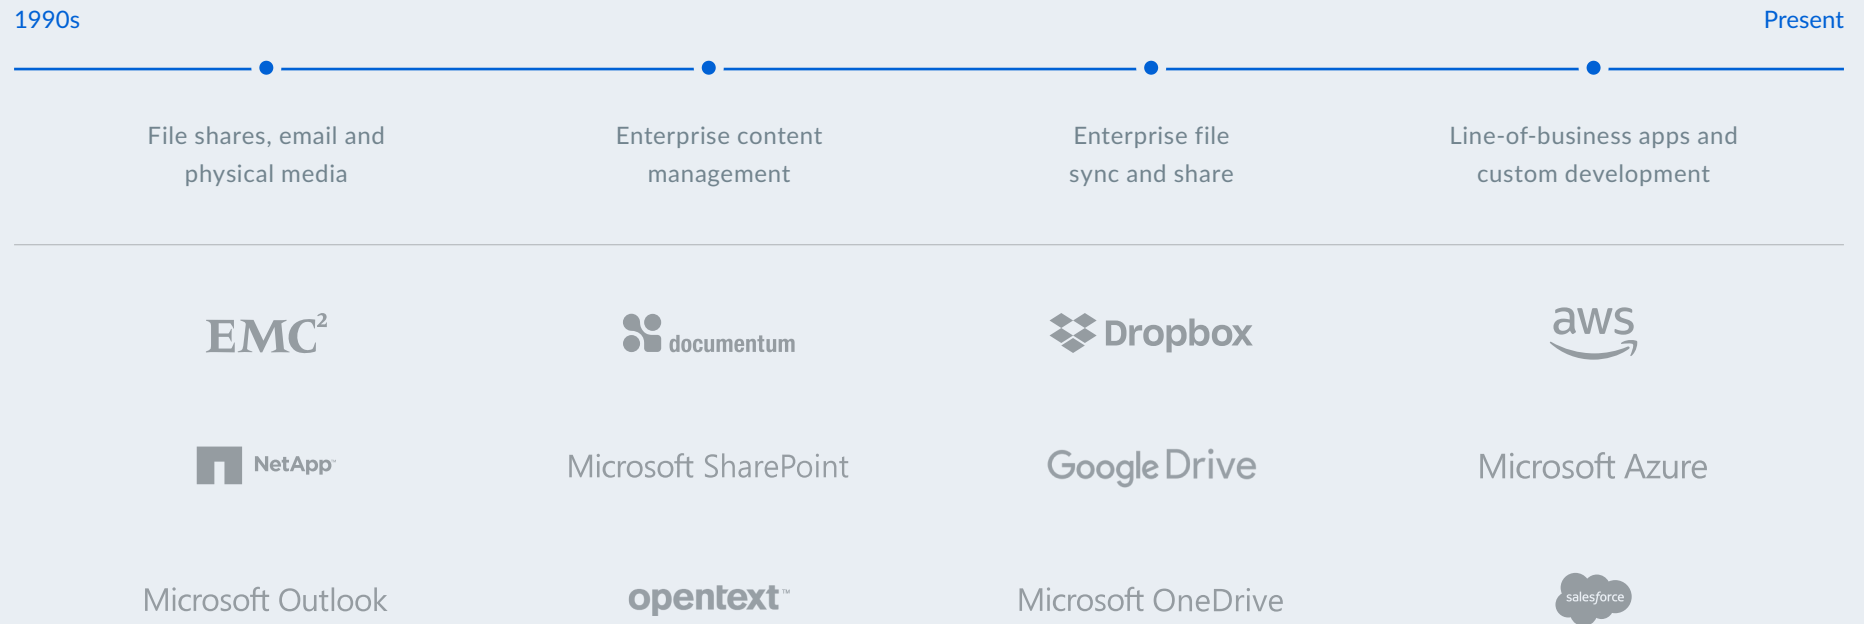 1990s
Present
File shares, email and
physical media
Enterprise content
management
Enterprise file
sync and share
Line-of-business apps and
custom development
EMC²
documentum
Dropbox
aws
NetApp™
Microsoft SharePoint
Google Drive
Microsoft Azure
Microsoft Outlook
opentext™
Microsoft OneDrive
salesforce